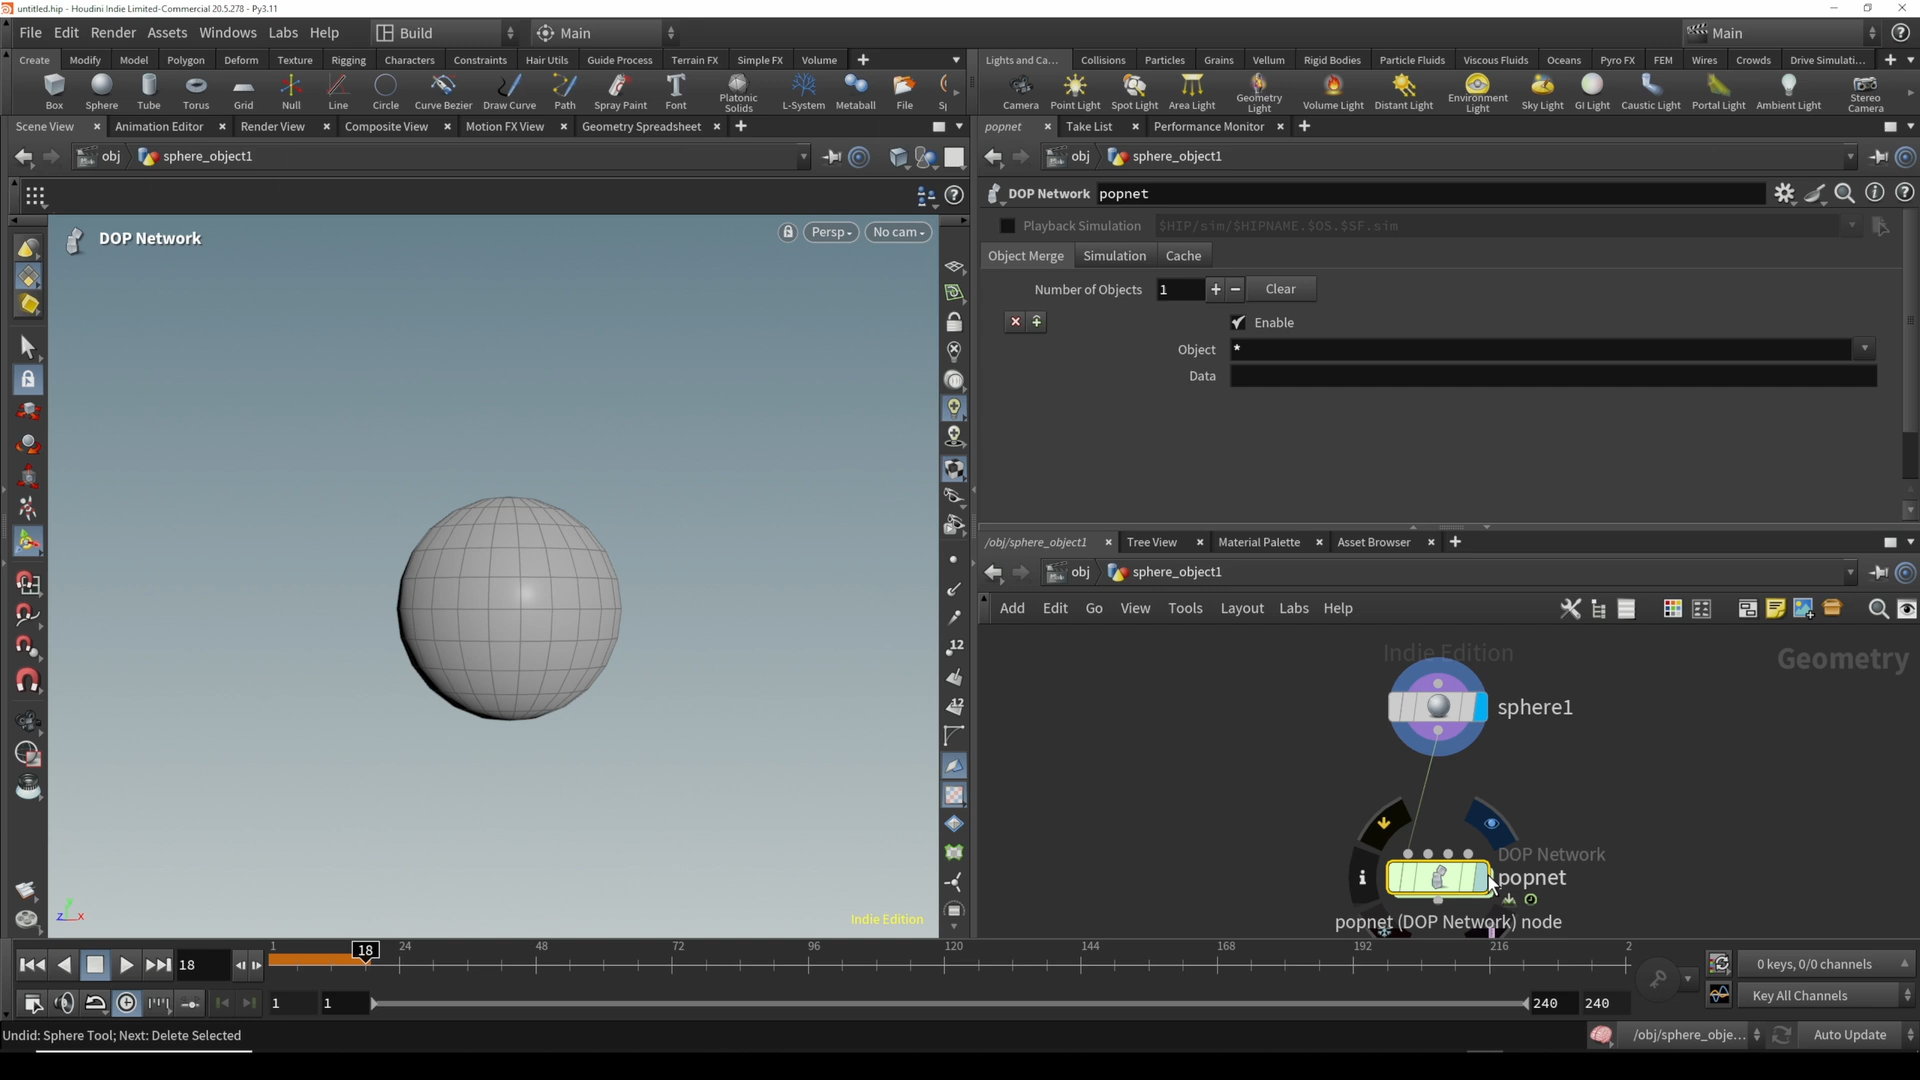 untitled.hip - Houdini Indie Limited-Commercial 20.5.278 - Py3.11
File Edit Render Assets Windows Labs Help Build Main Main
Create Modify Model Polygon Deform Texture Rigging Characters Constraints Hair Utils Guide Process Terrain FX Simple FX Volume
Lights and Ca... Collisions Particles Grains Vellum Rigid Bodies Particle Fluids Viscous Fluids Oceans Pyro FX FEM Wires Crowds Drive Simulati...
Box Sphere Tube Torus Grid Null Line Circle Curve Bezier Draw Curve Path Spray Paint Font Platonic Solids L-System Metaball File
Camera Point Light Spot Light Area Light Geometry Light Volume Light Distant Light Environment Light Sky Light GI Light Caustic Light Portal Light Ambient Light Stereo Camera
Scene View Animation Editor Render View Composite View Motion FX View Geometry Spreadsheet
popnet Take List Performance Monitor
obj sphere_object1
obj sphere_object1
DOP Network popnet
Playback Simulation $HIP/sim/$HIPNAME.$OS.$SF.sim
DOP Network
Persp No cam
Object Merge Simulation Cache
Number of Objects 1 Clear
Enable
Object *
Data
/obj/sphere_object1 Tree View Material Palette Asset Browser
obj sphere_object1
Add Edit Go View Tools Layout Labs Help
12
12
Indie Edition
Geometry
sphere1
DOP Network
popnet
popnet (DOP Network) node
Indie Edition
z x y
18
1 18 24 48 72 96 120 144 168 192 216 2
0 keys, 0/0 channels
1 1 240 240
Key All Channels
Undid: Sphere Tool; Next: Delete Selected
/obj/sphere_obje... Auto Update